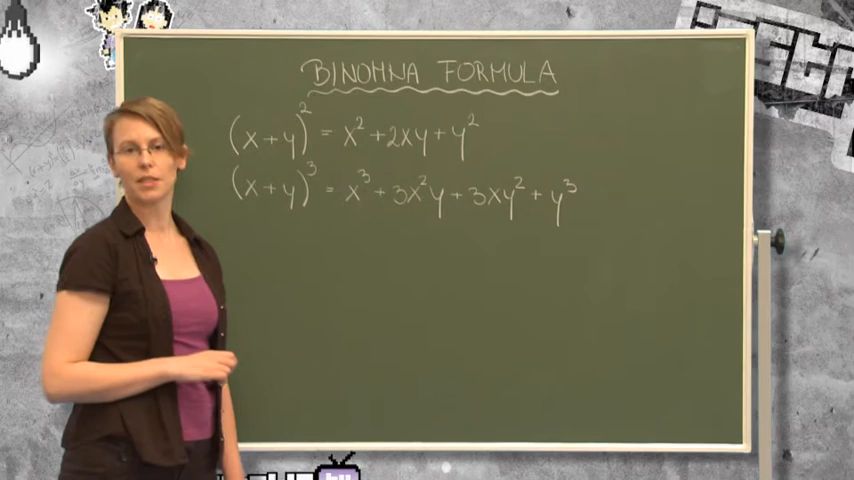 BINOMNA FORMULA
(x+y)² = x² + 2xy + y²
(x+y)³ = x³ + 3x²y + 3xy² + y³